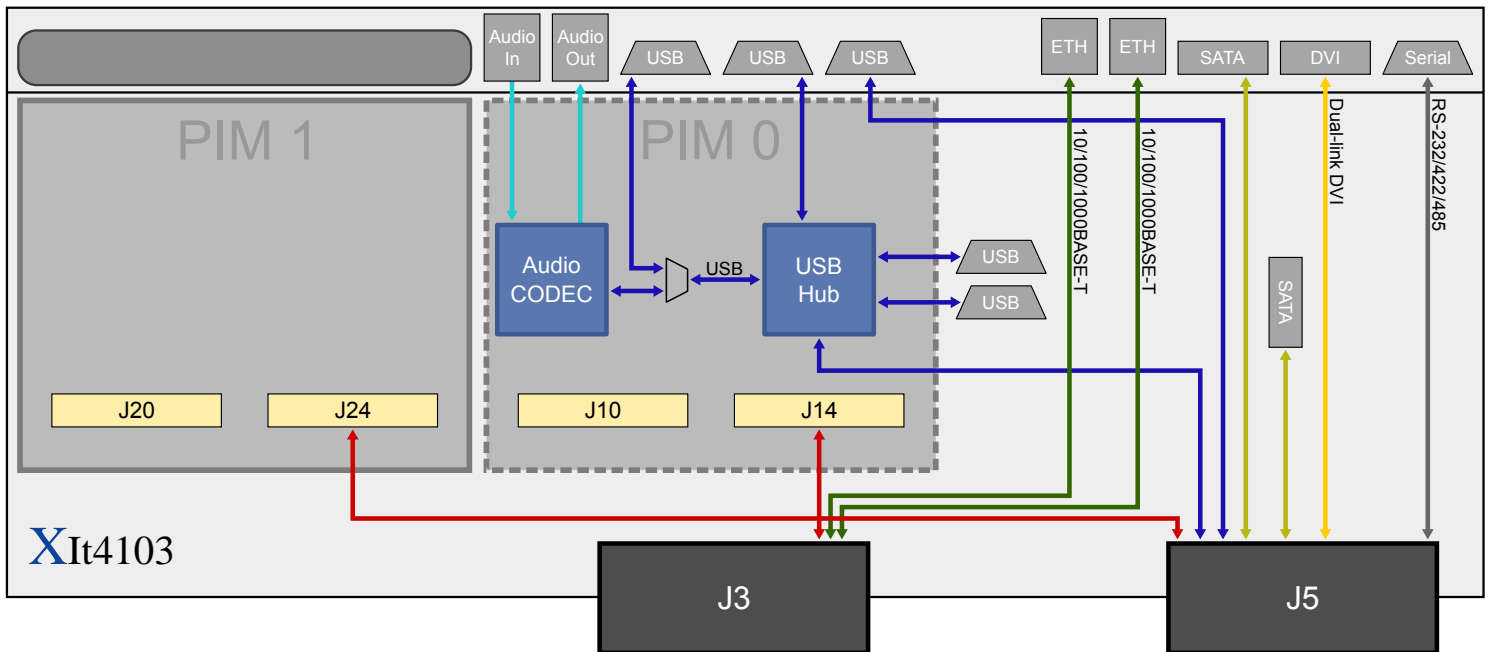 Audio
In
Audio
Out
USB
USB
USB
ETH
ETH
SATA
DVI
Serial
PIM 1
PIM 0
10/100/1000BASE-T
10/100/1000BASE-T
Dual-link DVI
RS-232/422/485
Audio
CODEC
USB
USB
Hub
USB
USB
SATA
J20
J24
J10
J14
XIt4103
J3
J5